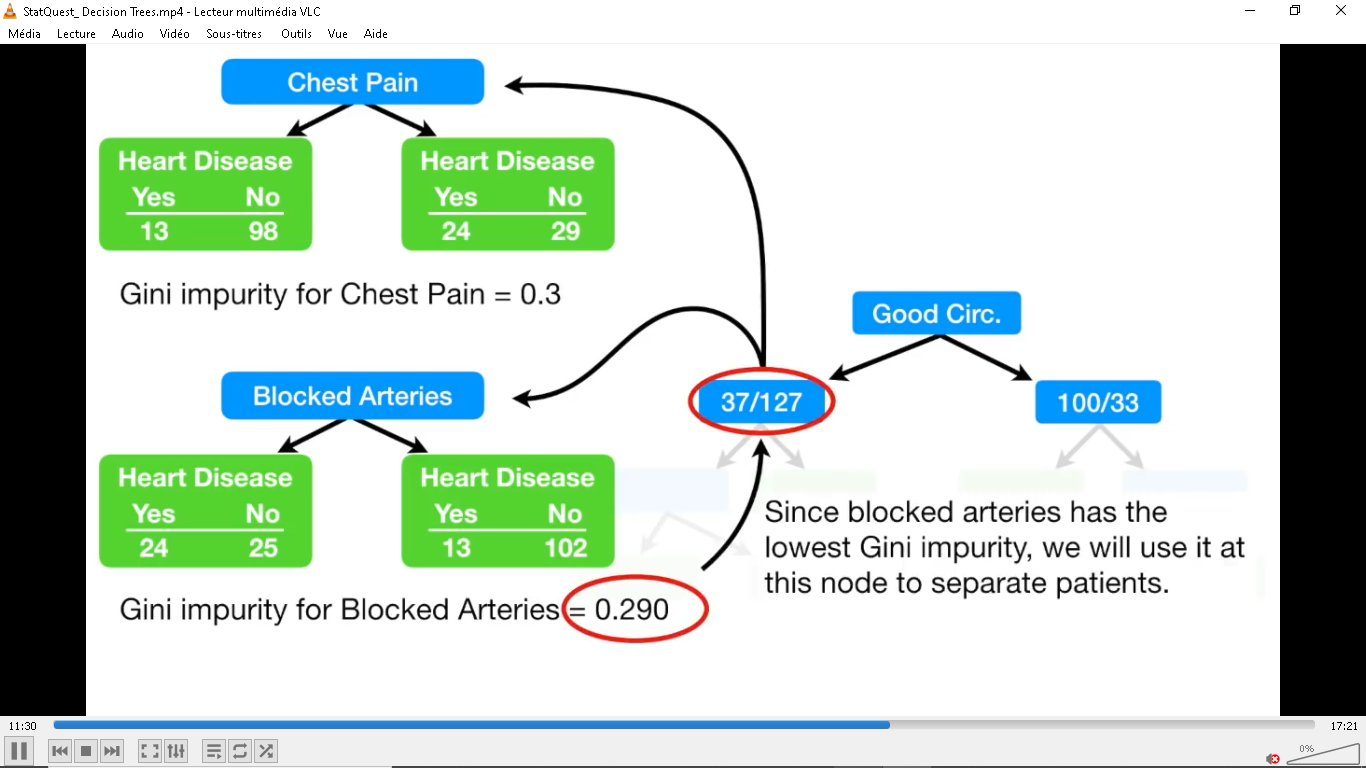 StatQuest_ Decision Trees.mp4 - Lecteur multimédia VLC
Média Lecture Audio Vidéo Sous-titres Outils Vue Aide
Chest Pain
Heart Disease
Yes No
13 98
Heart Disease
Yes No
24 29
Gini impurity for Chest Pain = 0.3
Good Circ.
37/127
100/33
Blocked Arteries
Heart Disease
Yes No
24 25
Heart Disease
Yes No
13 102
Gini impurity for Blocked Arteries = 0.290
Since blocked arteries has the
lowest Gini impurity, we will use it at
this node to separate patients.
11:30
17:21
0%